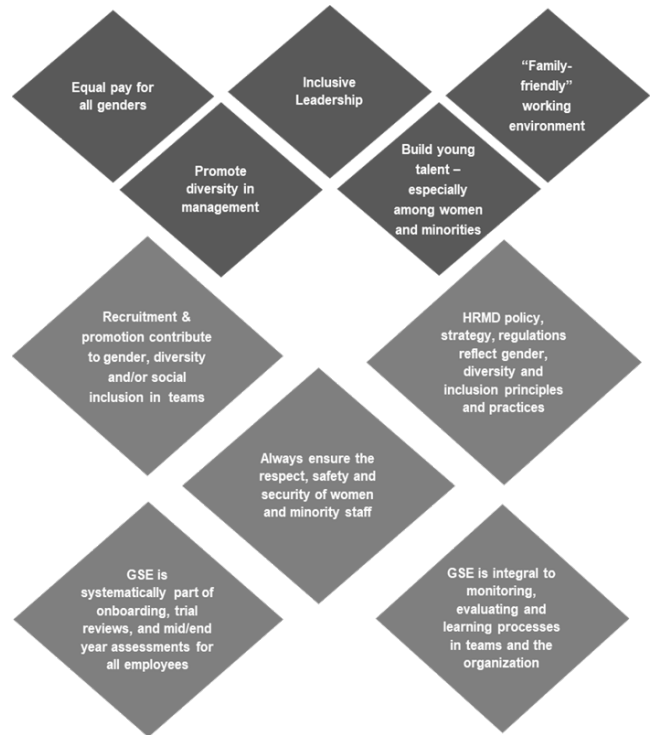 Equal pay for
all genders
Inclusive
Leadership
“Family-
friendly”
working
environment
Promote
diversity in
management
Build young
talent –
especially
among women
and minorities
Recruitment &
promotion contribute
to gender, diversity
and/or social
inclusion in teams
HRMD policy,
strategy, regulations
reflect gender,
diversity and
inclusion principles
and practices
Always ensure the
respect, safety and
security of women
and minority staff
GSE is
systematically part of
onboarding, trial
reviews, and mid/end
year assessments for
all employees
GSE is integral to
monitoring,
evaluating and
learning processes
in teams and the
organization